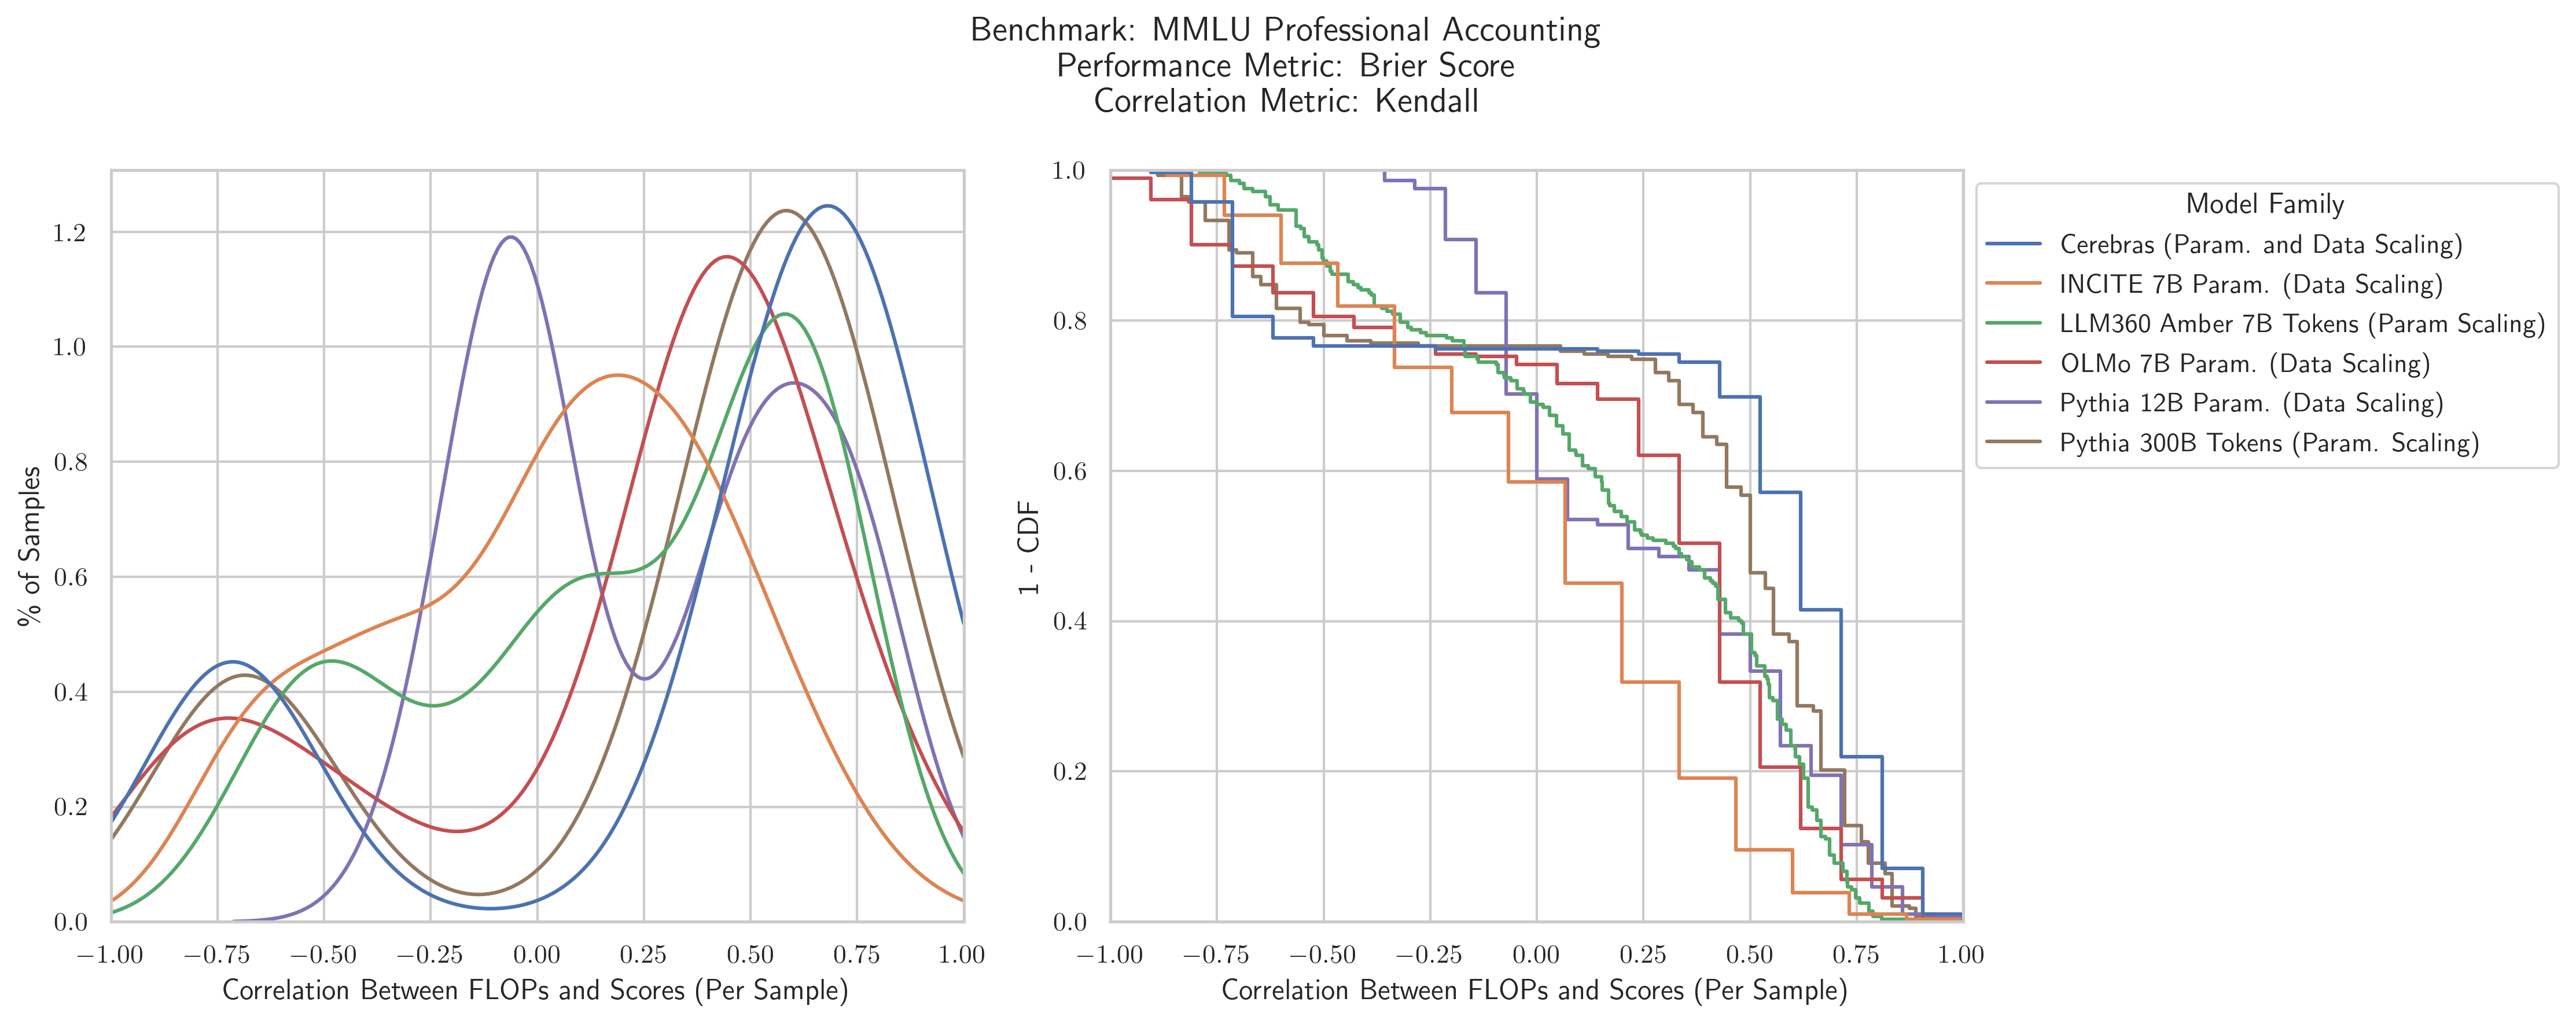 Benchmark: MMLU Professional Accounting
Performance Metric: Brier Score
Correlation Metric: Kendall
% of Samples
1.2
1.0
0.8
0.6
0.4
0.2
0.0
−1.00 −0.75 −0.50 −0.25 0.00 0.25 0.50 0.75 1.00
Correlation Between FLOPs and Scores (Per Sample)
1 - CDF
1.0
0.8
0.6
0.4
0.2
0.0
−1.00 −0.75 −0.50 −0.25 0.00 0.25 0.50 0.75 1.00
Correlation Between FLOPs and Scores (Per Sample)
Model Family
Cerebras (Param. and Data Scaling)
INCITE 7B Param. (Data Scaling)
LLM360 Amber 7B Tokens (Param Scaling)
OLMo 7B Param. (Data Scaling)
Pythia 12B Param. (Data Scaling)
Pythia 300B Tokens (Param. Scaling)